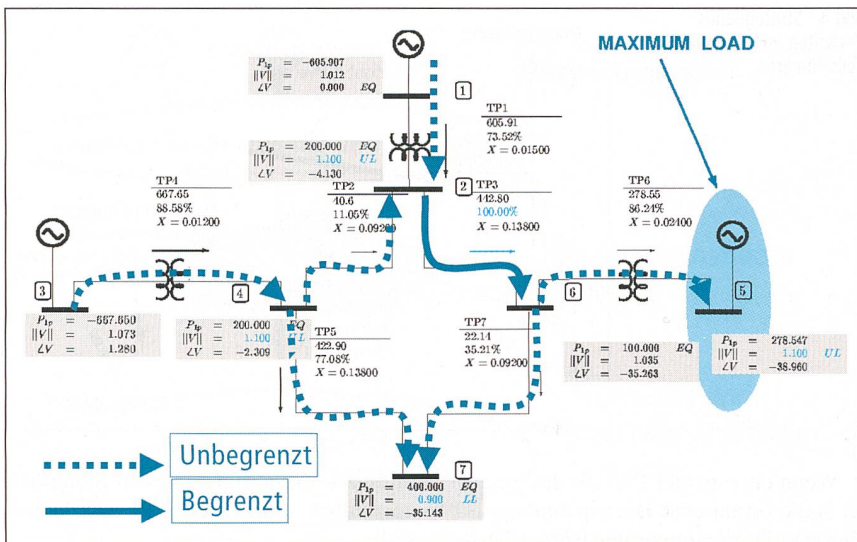 MAXIMUM LOAD
P1p = −605.907
||V|| = 1.012
∠V = 0.000 EQ
1
TP1
605.91
73.52%
X = 0.01500
P1p = 200.000 EQ
||V|| = 1.100 UL
∠V = −4.130
2
TP4
667.65
88.58%
X = 0.01200
TP2
40.6
11.05%
X = 0.09200
TP3
442.80
100.00%
X = 0.13800
TP6
278.55
86.24%
X = 0.02400
3
4
6
5
P1p = −667.650
||V|| = 1.073
∠V = 1.280
P1p = 200.000 EQ
||V|| = 1.100 UL
∠V = −2.309
TP5
422.90
77.08%
X = 0.13800
TP7
22.14
35.21%
X = 0.09200
P1p = 100.000 EQ
||V|| = 1.035
∠V = −35.263
P1p = 278.547
||V|| = 1.100 UL
∠V = −38.960
Unbegrenzt
Begrenzt
7
P1p = 400.000 EQ
||V|| = 0.900 LL
∠V = −35.143